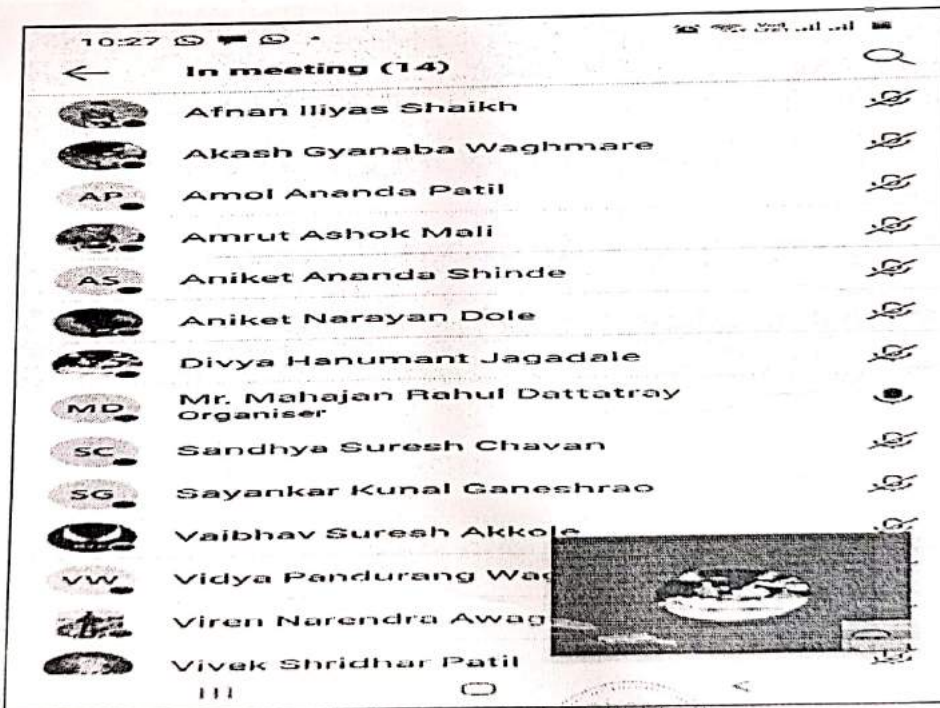 10:27
In meeting (14)
Afnan Iliyas Shaikh
Akash Gyanaba Waghmare
AP Amol Ananda Patil
Amrut Ashok Mali
AS Aniket Ananda Shinde
Aniket Narayan Dole
Divya Hanumant Jagadale
MD Mr. Mahajan Rahul Dattatray
Organiser
SC Sandhya Suresh Chavan
SG Sayankar Kunal Ganeshrao
Vaibhav Suresh Akkole
VW Vidya Pandurang Wag
Viren Narendra Awag
Vivek Shridhar Patil